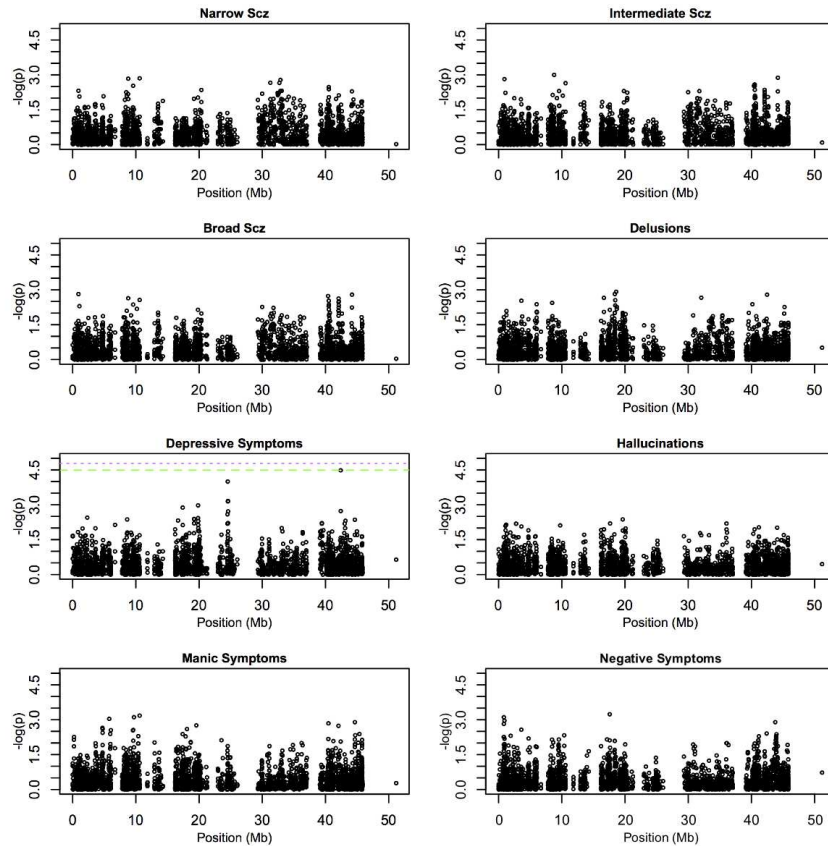 Narrow Scz
-log(p)
0.0 1.5 3.0 4.5
0 10 20 30 40 50
Position (Mb)
Intermediate Scz
-log(p)
0.0 1.5 3.0 4.5
0 10 20 30 40 50
Position (Mb)
Broad Scz
-log(p)
0.0 1.5 3.0 4.5
0 10 20 30 40 50
Position (Mb)
Delusions
-log(p)
0.0 1.5 3.0 4.5
0 10 20 30 40 50
Position (Mb)
Depressive Symptoms
-log(p)
0.0 1.5 3.0 4.5
0 10 20 30 40 50
Position (Mb)
Hallucinations
-log(p)
0.0 1.5 3.0 4.5
0 10 20 30 40 50
Position (Mb)
Manic Symptoms
-log(p)
0.0 1.5 3.0 4.5
0 10 20 30 40 50
Position (Mb)
Negative Symptoms
-log(p)
0.0 1.5 3.0 4.5
0 10 20 30 40 50
Position (Mb)